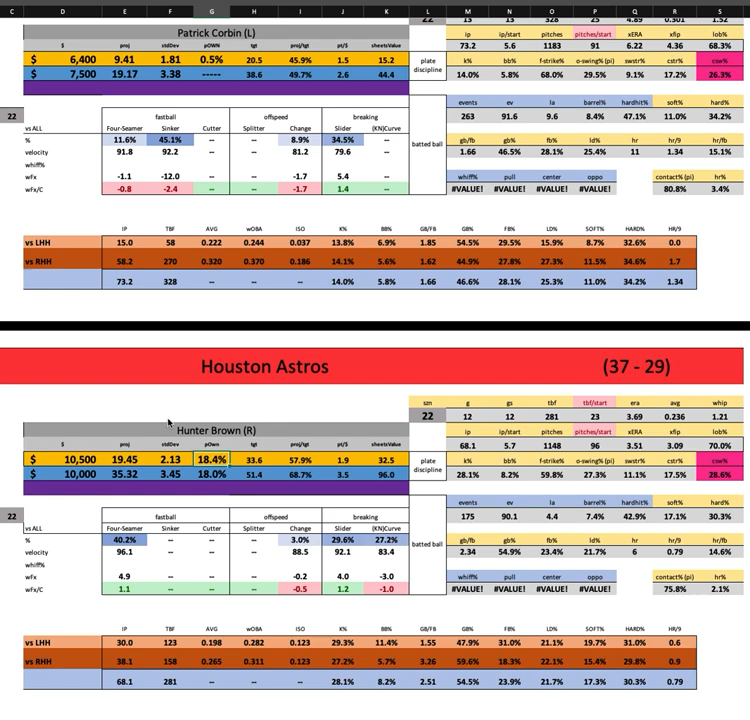 C D E F G H I J K L M N O P Q R S
22 13 13 328 25 4.89 0.301 1.52
Patrick Corbin (L)
ip ip/start pitches pitches/start xERA xfip lob%
73.2 5.6 1183 91 6.22 4.36 68.3%
$ proj stdDev pOWN tgt proj/tgt pt/$ sheetsValue
$ 6,400 9.41 1.81 0.5% 20.5 45.9% 1.5 15.2
$ 7,500 19.17 3.38 ----- 38.6 49.7% 2.6 44.4
plate discipline
k% bb% f-strike% o-swing% (pi) swstr% cstr% csw%
14.0% 5.8% 68.0% 29.5% 9.1% 17.2% 26.3%
events ev la barrel% hardhit% soft% hard%
263 91.6 9.6 8.4% 47.1% 11.0% 34.2%
22 fastball offspeed breaking
vs ALL Four-Seamer Sinker Cutter Splitter Change Slider (KN)Curve
% 11.6% 45.1% -- -- 8.9% 34.5% --
velocity 91.8 92.2 -- -- 81.2 79.6 --
whiff%
wFx -1.1 -12.0 -- -- -1.7 5.4 --
wFx/C -0.8 -2.4 -- -- -1.7 1.4 --
batted ball
gb/fb gb% fb% ld% hr hr/9 hr/fb
1.66 46.5% 28.1% 25.4% 11 1.34 15.1%
whiff% pull center oppo contact% (pi) hr%
#VALUE! #VALUE! #VALUE! #VALUE! 80.8% 3.4%
IP TBF AVG wOBA ISO K% BB% GB/FB GB% FB% LD% SOFT% HARD% HR/9
vs LHH 15.0 58 0.222 0.244 0.037 13.8% 6.9% 1.85 54.5% 29.5% 15.9% 8.7% 32.6% 0.0
vs RHH 58.2 270 0.320 0.370 0.186 14.1% 5.6% 1.62 44.9% 27.8% 27.3% 11.5% 34.6% 1.7
73.2 328 -- -- -- 14.0% 5.8% 1.66 46.6% 28.1% 25.3% 11.0% 34.2% 1.34
Houston Astros (37 - 29)
szn g gs tbf tbf/start era avg whip
22 12 12 281 23 3.69 0.236 1.21
Hunter Brown (R)
ip ip/start pitches pitches/start xERA xfip lob%
68.1 5.7 1148 96 3.51 3.09 70.0%
$ proj stdDev pOwn tgt proj/tgt pt/$ sheetsValue
$ 10,500 19.45 2.13 18.4% 33.6 57.9% 1.9 32.5
$ 10,000 35.32 3.45 18.0% 51.4 68.7% 3.5 96.0
plate discipline
k% bb% f-strike% o-swing% (pi) swstr% cstr% csw%
28.1% 8.2% 59.8% 27.3% 11.1% 17.5% 28.6%
events ev la barrel% hardhit% soft% hard%
175 90.1 4.4 7.4% 42.9% 17.1% 30.3%
22 fastball offspeed breaking
vs ALL Four-Seamer Sinker Cutter Splitter Change Slider (KN)Curve
% 40.2% -- -- -- 3.0% 29.6% 27.2%
velocity 96.1 -- -- -- 88.5 92.1 83.4
whiff%
wFx 4.9 -- -- -- -0.2 4.0 -3.0
wFx/C 1.1 -- -- -- -0.5 1.2 -1.0
batted ball
gb/fb gb% fb% ld% hr hr/9 hr/fb
2.34 54.9% 23.4% 21.7% 6 0.79 14.6%
whiff% pull center oppo contact% (pi) hr%
#VALUE! #VALUE! #VALUE! #VALUE! 75.8% 2.1%
IP TBF AVG wOBA ISO K% BB% GB/FB GB% FB% LD% SOFT% HARD% HR/9
vs LHH 30.0 123 0.198 0.282 0.123 29.3% 11.4% 1.55 47.9% 31.0% 21.1% 19.7% 31.0% 0.6
vs RHH 38.1 158 0.265 0.311 0.123 27.2% 5.7% 3.26 59.6% 18.3% 22.1% 15.4% 29.8% 0.9
68.1 281 -- -- -- 28.1% 8.2% 2.51 54.5% 23.9% 21.7% 17.3% 30.3% 0.79